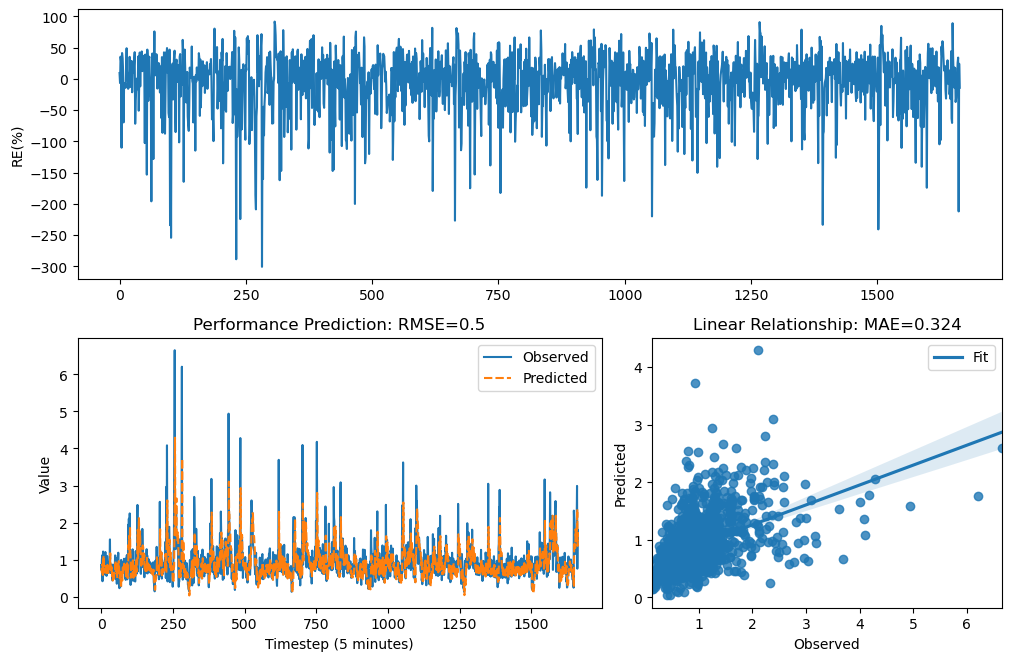 100
50
0
−50
−100
−150
−200
−250
−300
RE(%)
0 250 500 750 1000 1250 1500
Performance Prediction: RMSE=0.5
Observed
Predicted
6
5
4
3
2
1
0
Value
0 250 500 750 1000 1250 1500
Timestep (5 minutes)
Linear Relationship: MAE=0.324
Fit
4
3
2
1
0
Predicted
1 2 3 4 5 6
Observed